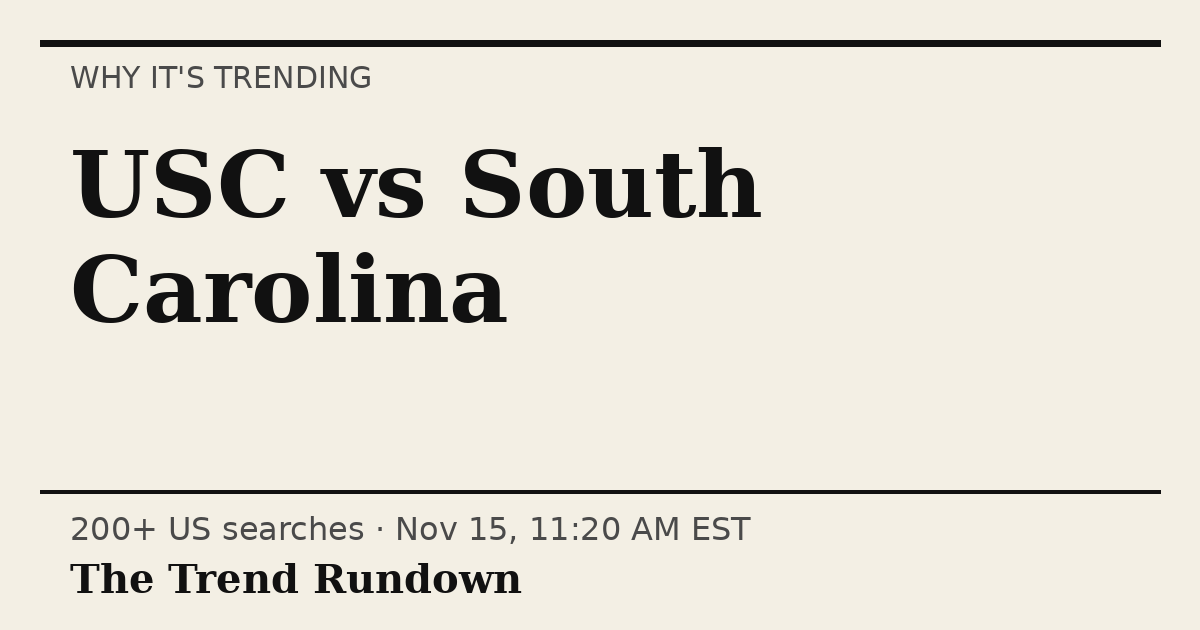 WHY IT'S TRENDING
USC vs South
Carolina
200+ US searches · Nov 15, 11:20 AM EST
The Trend Rundown